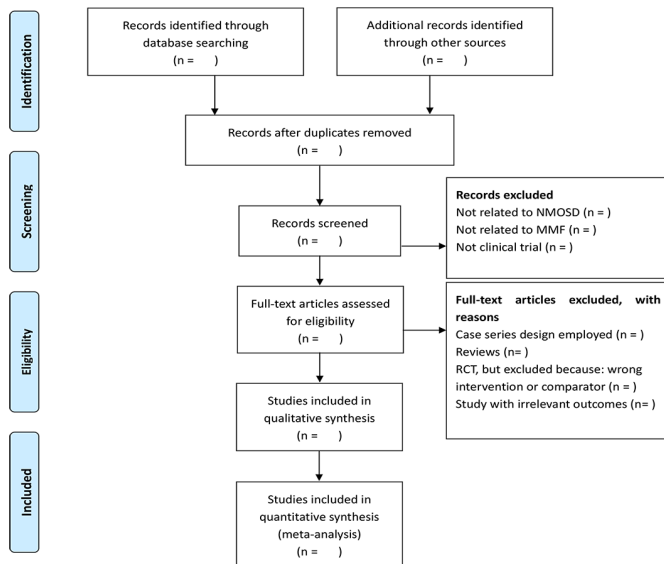 Identification
Records identified through
database searching
(n =      )
Additional records identified
through other sources
(n =      )
Records after duplicates removed
(n =      )
Screening
Records screened
(n =      )
Records excluded
Not related to NMOSD (n = )
Not related to MMF (n = )
Not clinical trial (n = )
Eligibility
Full-text articles assessed
for eligibility
(n =      )
Full-text articles excluded, with
reasons
Case series design employed (n = )
Reviews (n= )
RCT, but excluded because: wrong
intervention or comparator (n = )
Study with irrelevant outcomes (n= )
Studies included in
qualitative synthesis
(n =      )
Included
Studies included in
quantitative synthesis
(meta-analysis)
(n =      )